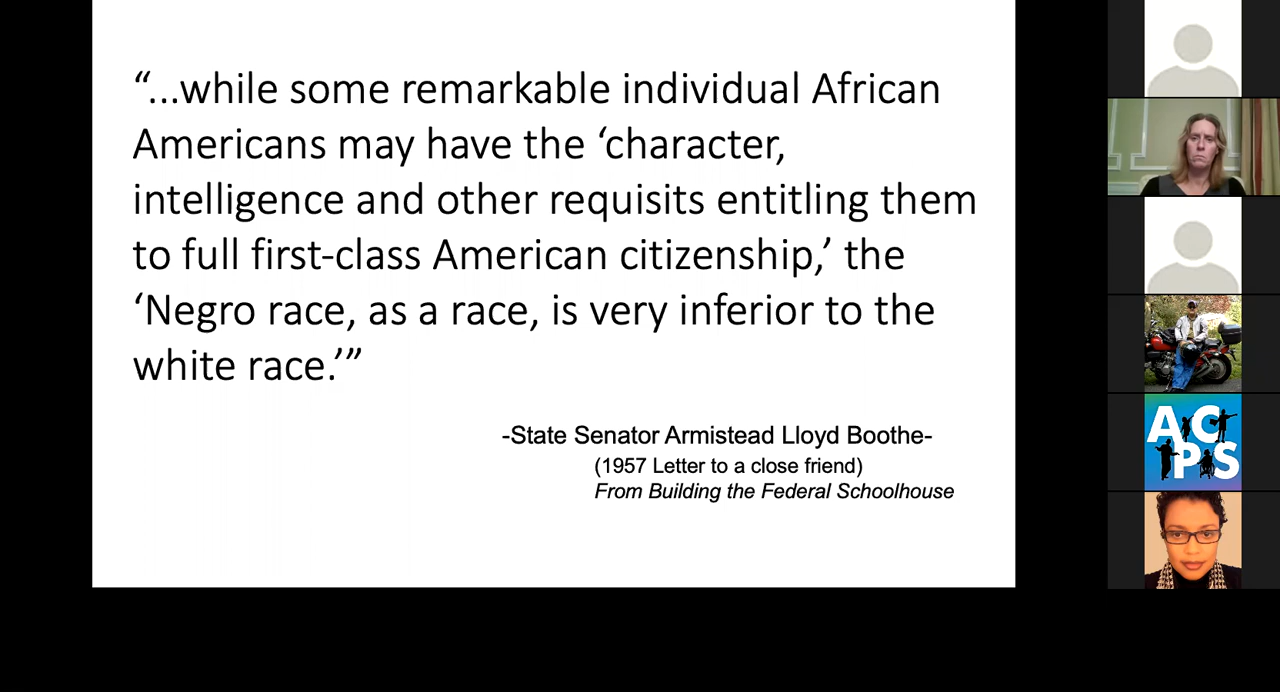 “...while some remarkable individual African
Americans may have the ‘character,
intelligence and other requisits entitling them
to full first-class American citizenship,’ the
‘Negro race, as a race, is very inferior to the
white race.’”
-State Senator Armistead Lloyd Boothe-
(1957 Letter to a close friend)
From Building the Federal Schoolhouse
AC
PS